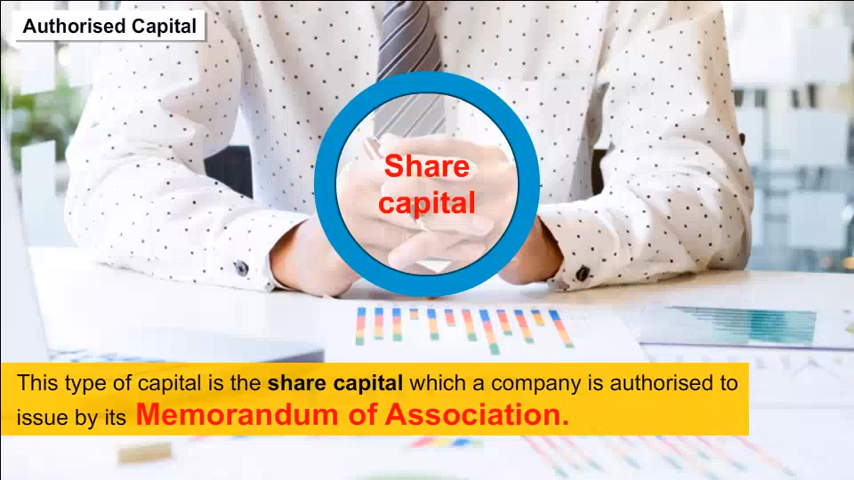 Authorised Capital
Share
capital
This type of capital is the share capital which a company is authorised to
issue by its Memorandum of Association.